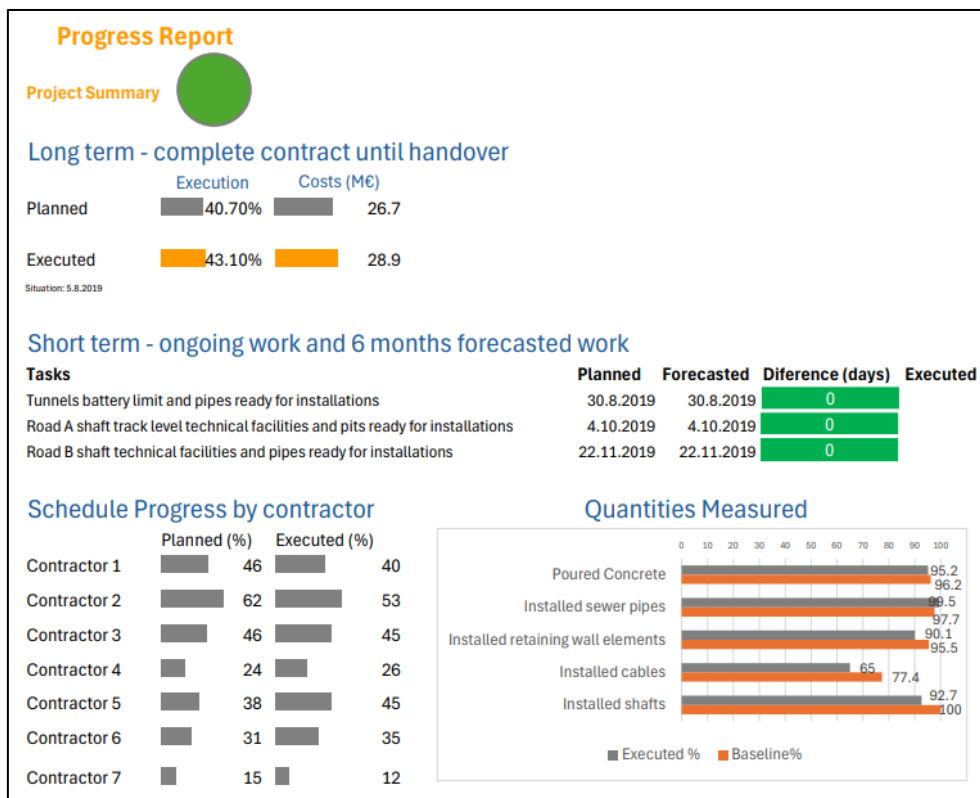 Progress Report
Project Summary
Long term - complete contract until handover
Execution Costs (M€)
Planned 40.70% 26.7
Executed 43.10% 28.9
Situation: 5.8.2019
Short term - ongoing work and 6 months forecasted work
Tasks Planned Forecasted Diference (days) Executed
Tunnels battery limit and pipes ready for installations 30.8.2019 30.8.2019 0
Road A shaft track level technical facilities and pits ready for installations 4.10.2019 4.10.2019 0
Road B shaft technical facilities and pipes ready for installations 22.11.2019 22.11.2019 0
Schedule Progress by contractor
Planned (%) Executed (%)
Contractor 1 46 40
Contractor 2 62 53
Contractor 3 46 45
Contractor 4 24 26
Contractor 5 38 45
Contractor 6 31 35
Contractor 7 15 12
Quantities Measured
0 10 20 30 40 50 60 70 80 90 100
Poured Concrete 95.2
96.2
Installed sewer pipes 99.5
97.7
Installed retaining wall elements 90.1
95.5
Installed cables 65
77.4
Installed shafts 92.7
100
Executed % Baseline%